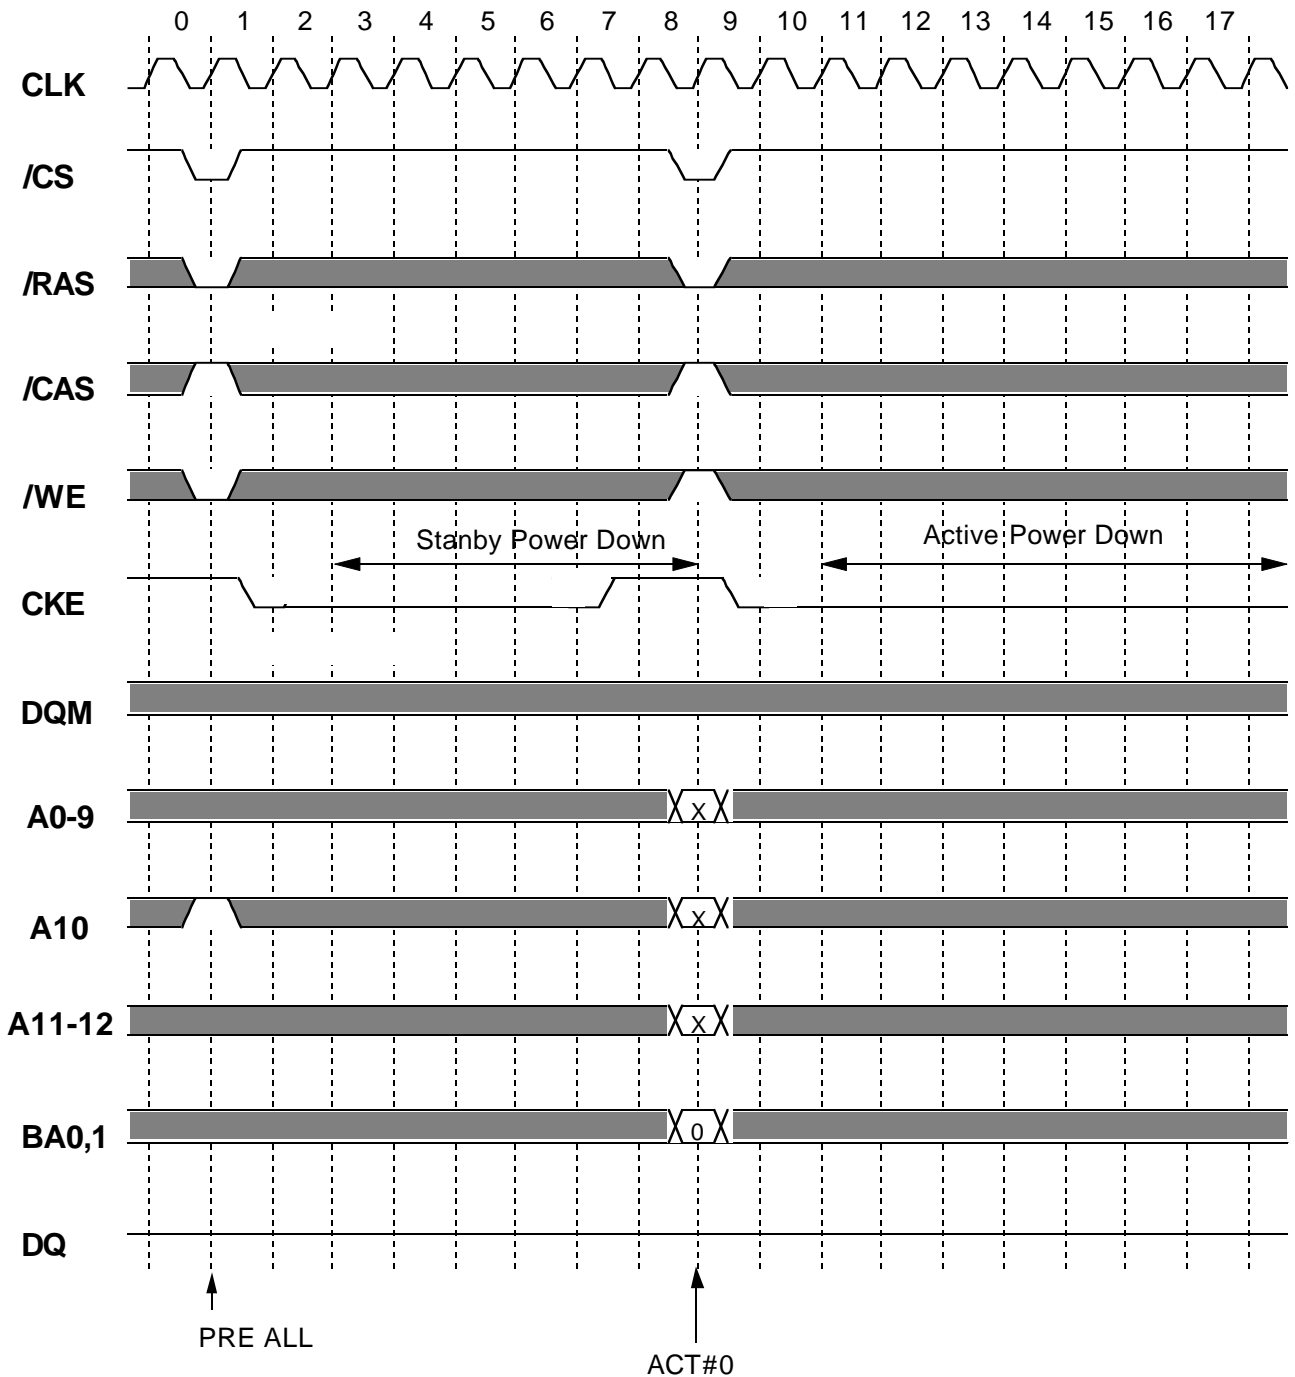 0 1 2 3 4 5 6 7 8 9 10 11 12 13 14 15 16 17
CLK
/CS
/RAS
/CAS
/WE
Stanby Power Down Active Power Down
CKE
DQM
A0-9 X
A10 X
A11-12 X
BA0,1 0
DQ
PRE ALL
ACT#0